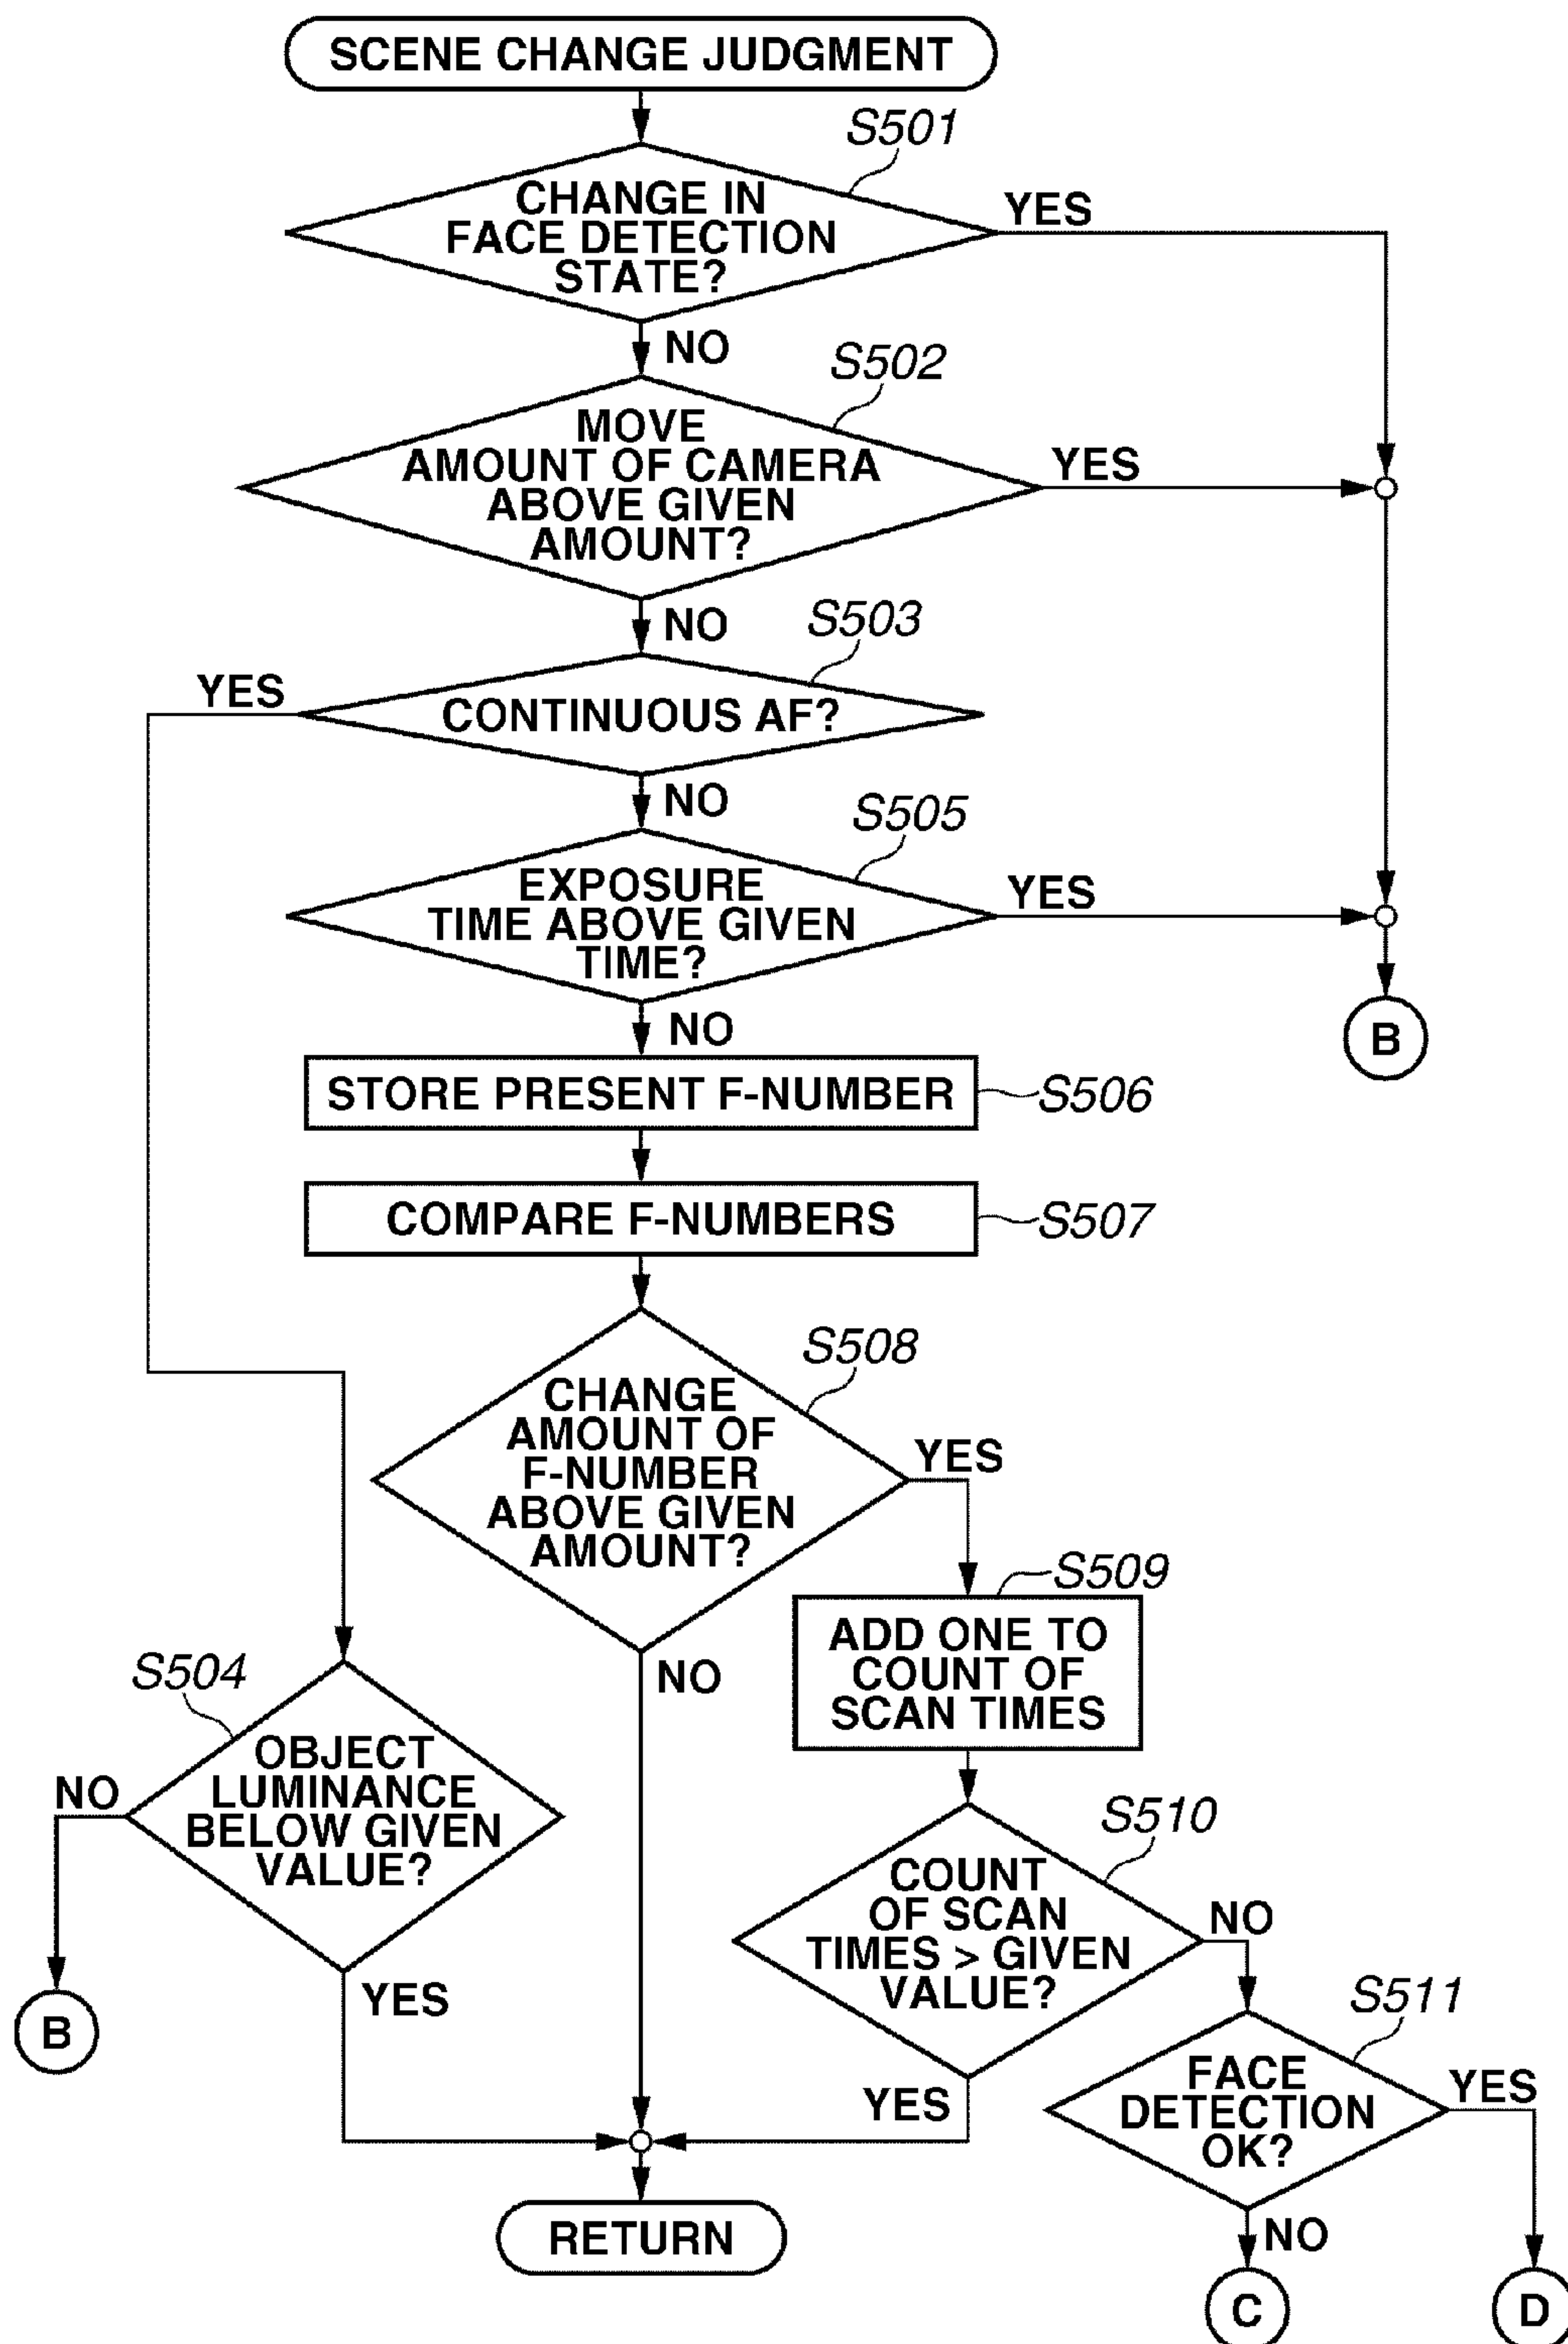 SCENE CHANGE JUDGMENT
S501
CHANGE IN
FACE DETECTION
STATE?
YES
NO
S502
MOVE
AMOUNT OF CAMERA
ABOVE GIVEN
AMOUNT?
YES
NO
S503
YES
CONTINUOUS AF?
NO
S505
EXPOSURE
TIME ABOVE GIVEN
TIME?
YES
NO
B
STORE PRESENT F-NUMBER
S506
COMPARE F-NUMBERS
S507
S508
CHANGE
AMOUNT OF
F-NUMBER
ABOVE GIVEN
AMOUNT?
YES
NO
S509
ADD ONE TO
COUNT OF
SCAN TIMES
S504
OBJECT
LUMINANCE
BELOW GIVEN
VALUE?
NO
YES
B
S510
COUNT
OF SCAN
TIMES > GIVEN
VALUE?
NO
YES
S511
FACE
DETECTION
OK?
YES
NO
RETURN
C
D